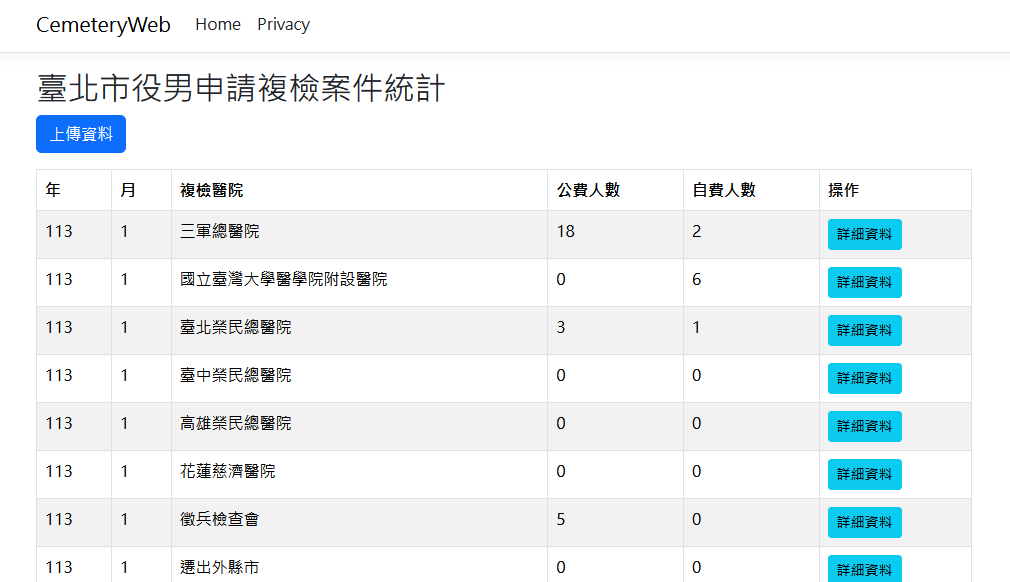 CemeteryWeb Home Privacy
臺北市役男申請複檢案件統計
上傳資料
年 月 複檢醫院 公費人數 自費人數 操作
113 1 三軍總醫院 18 2 詳細資料
113 1 國立臺灣大學醫學院附設醫院 0 6 詳細資料
113 1 臺北榮民總醫院 3 1 詳細資料
113 1 臺中榮民總醫院 0 0 詳細資料
113 1 高雄榮民總醫院 0 0 詳細資料
113 1 花蓮慈濟醫院 0 0 詳細資料
113 1 徵兵檢查會 5 0 詳細資料
113 1 遷出外縣市 0 0 詳細資料